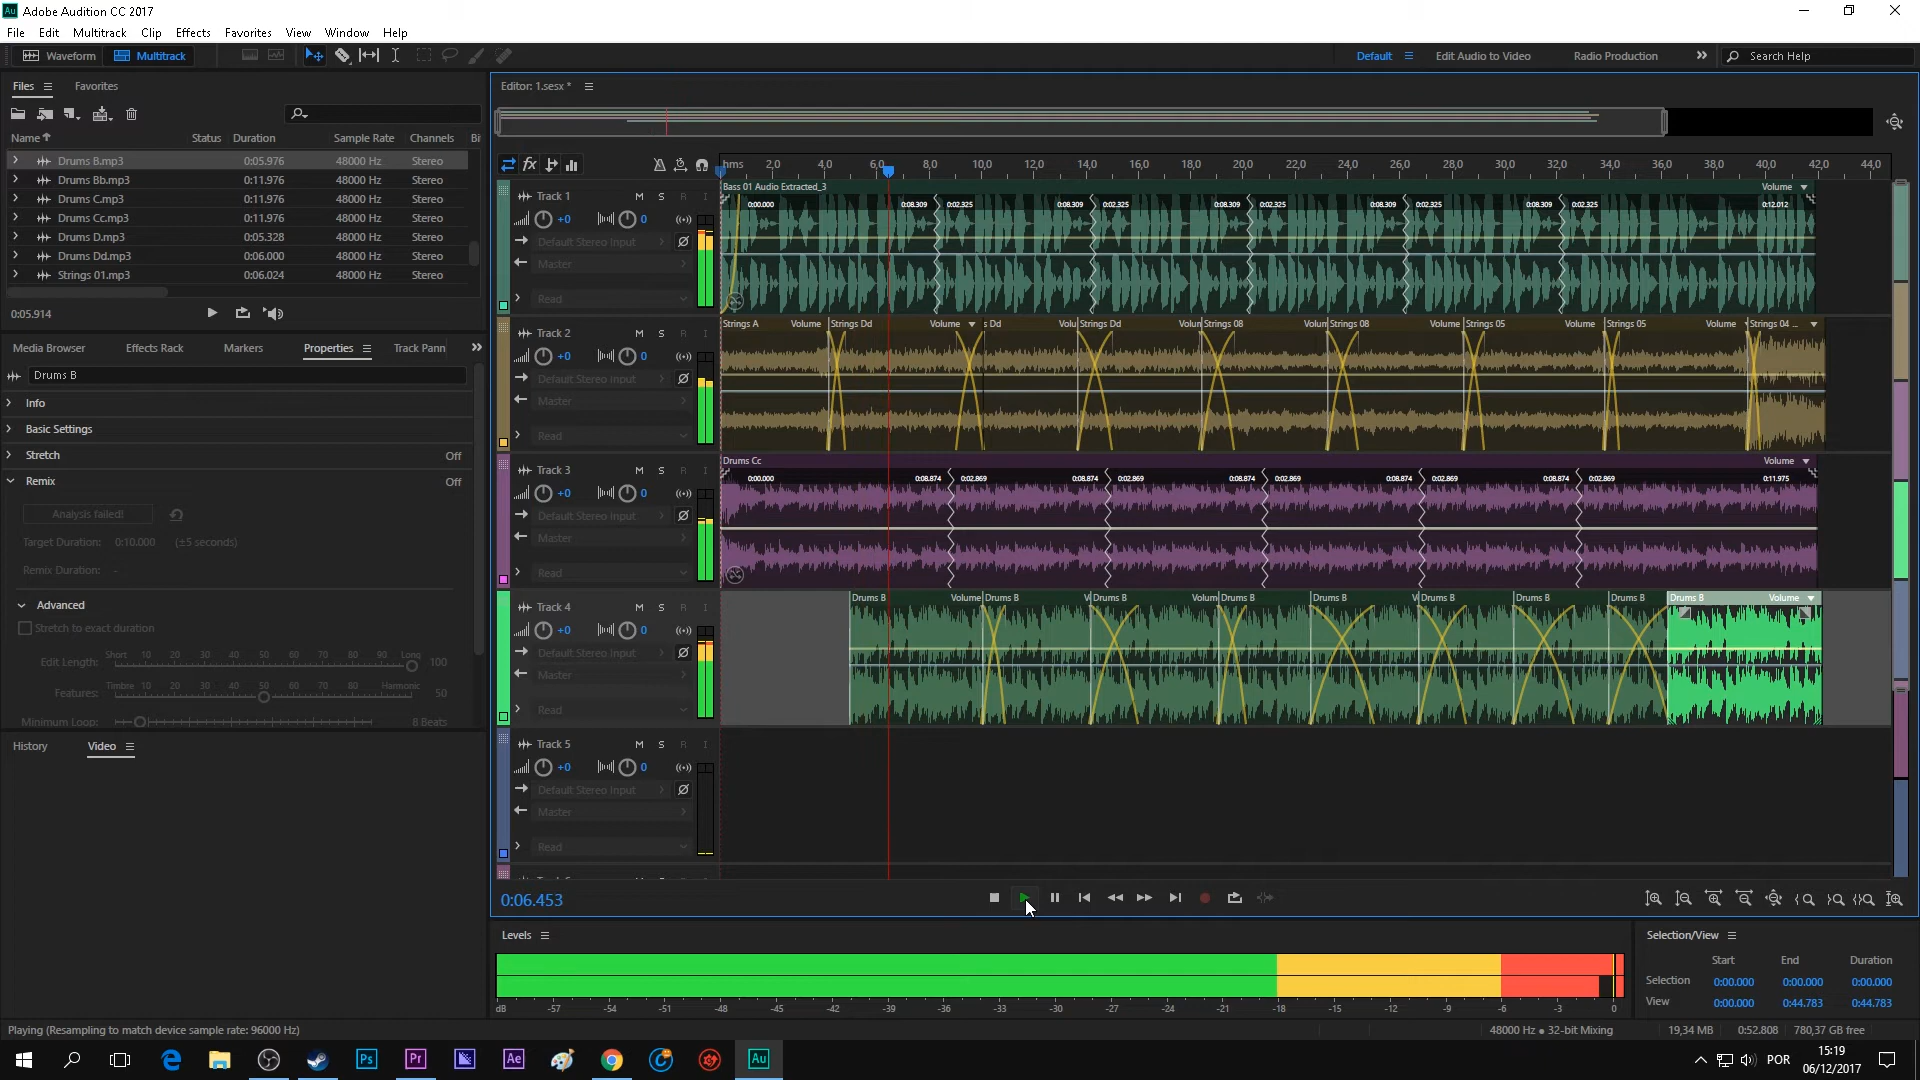 Adobe Audition CC 2017
File Edit Multitrack Clip Effects Favorites View Window Help
Waveform Multitrack Default Edit Audio to Video Radio Production Search Help
Files Favorites
Name Status Duration Sample Rate Channels Bi
Drums B.mp3 0:05.976 48000 Hz Stereo
Drums Bb.mp3 0:11.976 48000 Hz Stereo
Drums C.mp3 0:11.976 48000 Hz Stereo
Drums Cc.mp3 0:11.976 48000 Hz Stereo
Drums D.mp3 0:05.328 48000 Hz Stereo
Drums Dd.mp3 0:06.000 48000 Hz Stereo
Strings 01.mp3 0:06.024 48000 Hz Stereo
0:05.914
Media Browser Effects Rack Markers Properties Track Pann
Drums B
Info
Basic Settings
Stretch Off
Remix Off
Analysis failed!
Target Duration: 0:10.000 (±5 seconds)
Remix Duration: -
Advanced
Stretch to exact duration
Short 10 20 30 40 50 60 70 80 90 Long
Edit Length: 100
Timbre 10 20 30 40 50 60 70 80 Harmonic
Features: 50
Minimum Loop: 8 Beats
History Video
Editor: 1.sesx *
hms 2,0 4,0 6,0 8,0 10,0 12,0 14,0 16,0 18,0 20,0 22,0 24,0 26,0 28,0 30,0 32,0 34,0 36,0 38,0 40,0 42,0 44,0
Bass 01 Audio Extracted_3 Volume
Track 1 M S R I
0:00.000 0:08.309 0:02.325 0:08.309 0:02.325 0:08.309 0:02.325 0:08.309 0:02.325 0:08.309 0:02.325 0:12.012
+0 0
Default Stereo Input
Master
Read
Strings A Volume Strings Dd Volume s Dd Volu Strings Dd Volun Strings 08 Volum Strings 08 Volume Strings 05 Volume Strings 05 Volume Strings 04 ...
Track 2 M S R I
+0 0
Default Stereo Input
Master
Read
Drums Cc Volume
Track 3 M S R I
0:00.000 0:08.874 0:02.869 0:08.874 0:02.869 0:08.874 0:02.869 0:08.874 0:02.869 0:08.874 0:02.869 0:11.975
+0 0
Default Stereo Input
Master
Read
Drums B Volume Drums B V Drums B Volum Drums B Drums B V Drums B Drums B Drums B Drums B Volume
Track 4 M S R I
+0 0
Default Stereo Input
Master
Read
Track 5 M S R I
+0 0
Default Stereo Input
Master
Read
0:06.453
Levels
dB -57 -54 -51 -48 -45 -42 -39 -36 -33 -30 -27 -24 -21 -18 -15 -12 -9 -6 -3 0
Selection/View
Start End Duration
Selection 0:00.000 0:00.000 0:00.000
View 0:00.000 0:44.783 0:44.783
Playing (Resampling to match device sample rate: 96000 Hz) 48000 Hz ● 32-bit Mixing 19,34 MB 0:52.808 780,37 GB free
Ps Pr Ae Au POR 15:19
06/12/2017